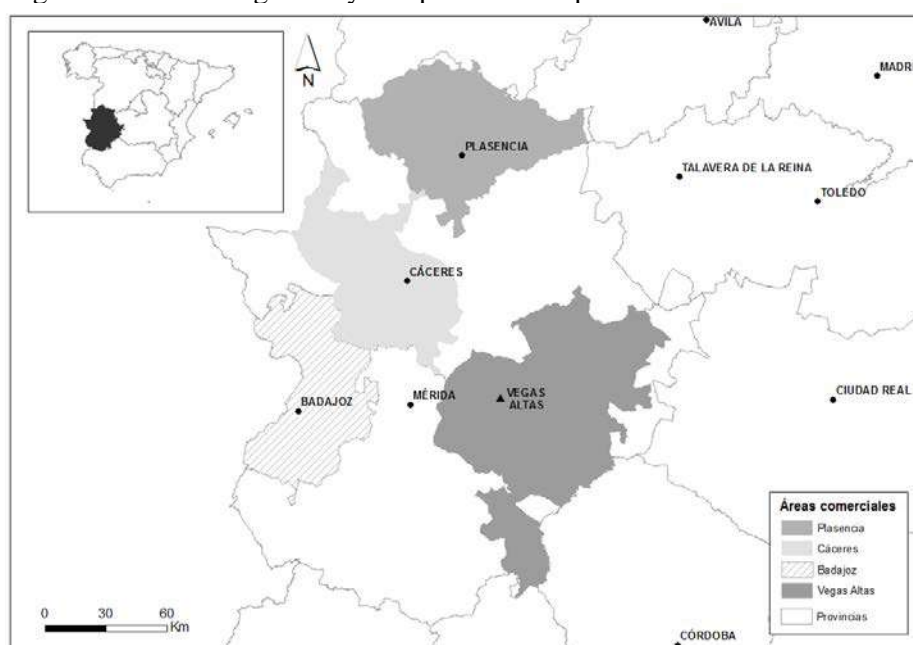 N
ÁVILA
MADRI
PLASENCIA
TALAVERA DE LA REINA
TOLEDO
CÁCERES
BADAJOZ
MÉRIDA
VEGAS
ALTAS
CIUDAD REAL
CÓRDOBA
0 30 60
Km
Áreas comerciales
Plasencia
Cáceres
Badajoz
Vegas Altas
Provincias